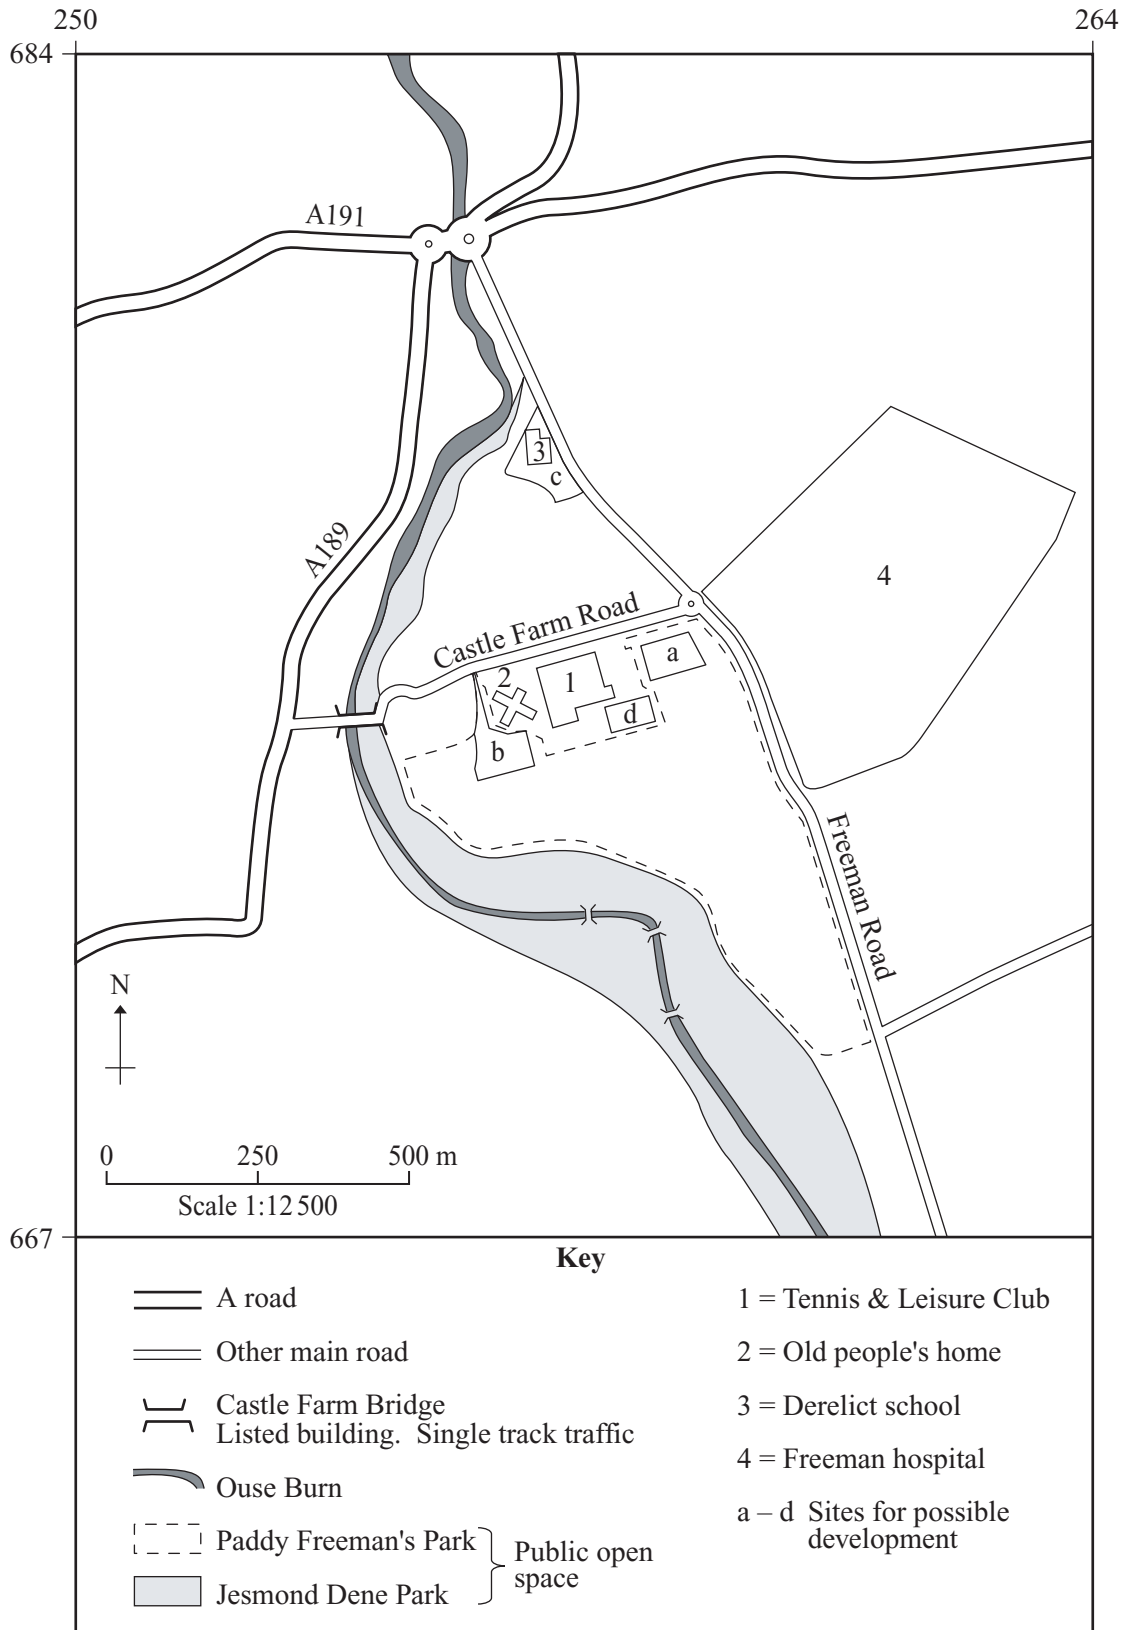 250
264
684
A191
3
c
A189
4
Castle Farm Road
a
2
1
d
b
Freeman Road
N
0 250 500 m
Scale 1:12 500
667
Key
A road
Other main road
Castle Farm Bridge
Listed building. Single track traffic
Ouse Burn
Paddy Freeman's Park
Jesmond Dene Park
Public open
space
1 = Tennis & Leisure Club
2 = Old people's home
3 = Derelict school
4 = Freeman hospital
a – d Sites for possible
development